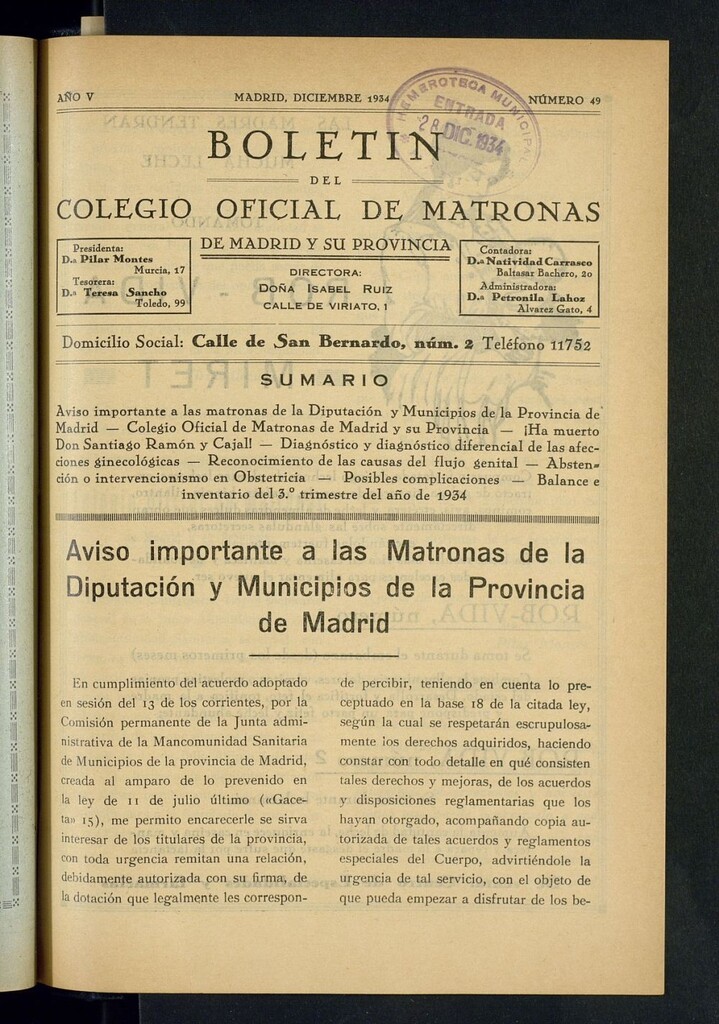 AÑO V
MADRID, DICIEMBRE 1934
NÚMERO 49
HEMEROTECA MUNICIPAL
ENTRADA
28 DIC. 1934
BOLETIN
DEL
COLEGIO OFICIAL DE MATRONAS
DE MADRID Y SU PROVINCIA
Presidenta:
D.ª Pilar Montes
Murcia, 17
Tesorera:
D.ª Teresa Sancho
Toledo, 99
DIRECTORA:
DOÑA ISABEL RUIZ
CALLE DE VIRIATO, 1
Contadora:
D.ª Natividad Carrasco
Baltasar Bachero, 20
Administradora:
D.ª Petronila Lahoz
Alvarez Gato, 4
Domicilio Social: Calle de San Bernardo, núm. 2 Teléfono 11752
SUMARIO
Aviso importante a las matronas de la Diputación y Municipios de la Provincia de
Madrid — Colegio Oficial de Matronas de Madrid y su Provincia — ¡Ha muerto
Don Santiago Ramón y Cajal! — Diagnóstico y diagnóstico diferencial de las afec-
ciones ginecológicas — Reconocimiento de las causas del flujo genital — Absten-
ción o intervencionismo en Obstetricia — Posibles complicaciones — Balance e
inventario del 3.º trimestre del año de 1934
Aviso importante a las Matronas de la
Diputación y Municipios de la Provincia
de Madrid
En cumplimiento del acuerdo adoptado
en sesión del 13 de los corrientes, por la
Comisión permanente de la Junta admi-
nistrativa de la Mancomunidad Sanitaria
de Municipios de la provincia de Madrid,
creada al amparo de lo prevenido en
la ley de 11 de julio último («Gace-
ta» 15), me permito encarecerle se sirva
interesar de los titulares de la provincia,
con toda urgencia remitan una relación,
debidamente autorizada con su firma, de
la dotación que legalmente les correspon-
de percibir, teniendo en cuenta lo pre-
ceptuado en la base 18 de la citada ley,
según la cual se respetarán escrupulosa-
mente los derechos adquiridos, haciendo
constar con todo detalle en qué consisten
tales derechos y mejoras, de los acuerdos
y disposiciones reglamentarias que los
hayan otorgado, acompañando copia au-
torizada de tales acuerdos y reglamentos
especiales del Cuerpo, advirtiéndole la
urgencia de tal servicio, con el objeto de
que pueda empezar a disfrutar de los be-